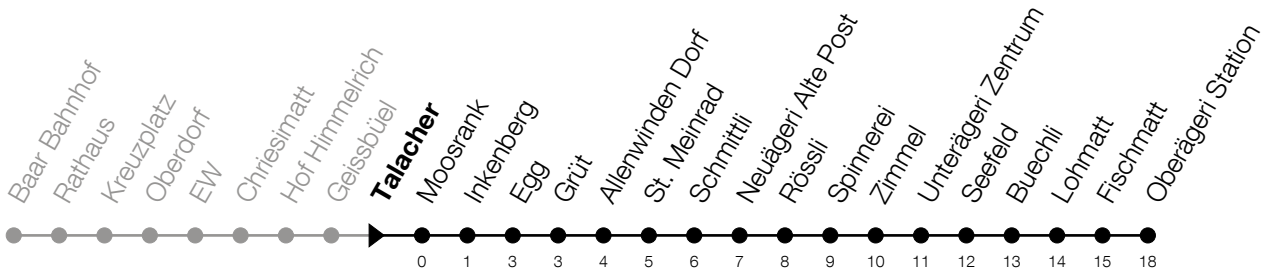 Baar Bahnhof
Rathaus
Kreuzplatz
Oberdorf
EW
Chriesimatt
Hof Himmelrich
Geissbüel
Talacher
Moosrank
Inkenberg
Egg
Grüt
Allenwinden Dorf
St. Meinrad
Schmittli
Neuägeri Alte Post
Rössli
Spinnerei
Zimmel
Unterägeri Zentrum
Seefeld
Buechli
Lohmatt
Fischmatt
Oberägeri Station
0 1 3 3 4 5 6 7 8 9 10 11 12 13 14 15 18